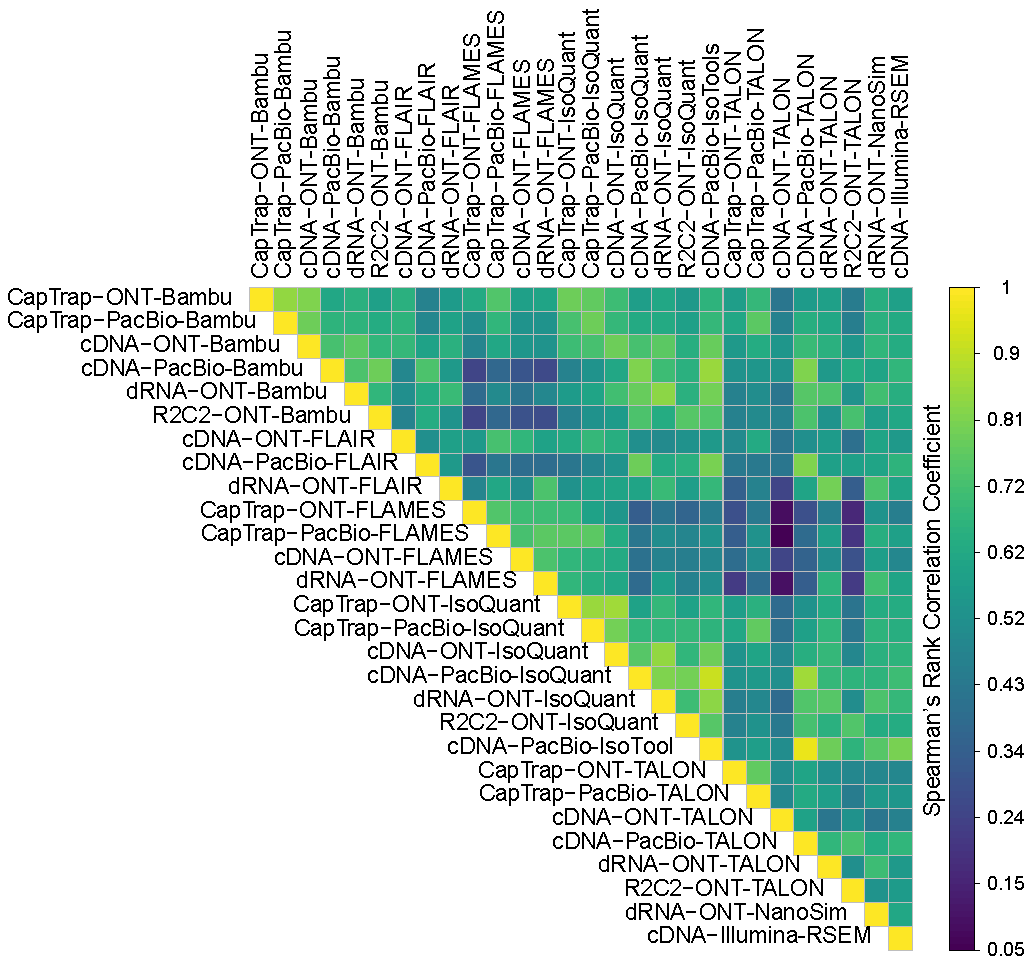 CapTrap-ONT-Bambu
CapTrap-PacBio-Bambu
cDNA-ONT-Bambu
cDNA-PacBio-Bambu
dRNA-ONT-Bambu
R2C2-ONT-Bambu
cDNA-ONT-FLAIR
cDNA-PacBio-FLAIR
dRNA-ONT-FLAIR
CapTrap-ONT-FLAMES
CapTrap-PacBio-FLAMES
cDNA-ONT-FLAMES
dRNA-ONT-FLAMES
CapTrap-ONT-IsoQuant
CapTrap-PacBio-IsoQuant
cDNA-ONT-IsoQuant
cDNA-PacBio-IsoQuant
dRNA-ONT-IsoQuant
R2C2-ONT-IsoQuant
cDNA-PacBio-IsoTools
CapTrap-ONT-TALON
CapTrap-PacBio-TALON
cDNA-ONT-TALON
cDNA-PacBio-TALON
dRNA-ONT-TALON
R2C2-ONT-TALON
dRNA-ONT-NanoSim
cDNA-Illumina-RSEM
CapTrap-ONT-Bambu
CapTrap-PacBio-Bambu
cDNA-ONT-Bambu
cDNA-PacBio-Bambu
dRNA-ONT-Bambu
R2C2-ONT-Bambu
cDNA-ONT-FLAIR
cDNA-PacBio-FLAIR
dRNA-ONT-FLAIR
CapTrap-ONT-FLAMES
CapTrap-PacBio-FLAMES
cDNA-ONT-FLAMES
dRNA-ONT-FLAMES
CapTrap-ONT-IsoQuant
CapTrap-PacBio-IsoQuant
cDNA-ONT-IsoQuant
cDNA-PacBio-IsoQuant
dRNA-ONT-IsoQuant
R2C2-ONT-IsoQuant
cDNA-PacBio-IsoTool
CapTrap-ONT-TALON
CapTrap-PacBio-TALON
cDNA-ONT-TALON
cDNA-PacBio-TALON
dRNA-ONT-TALON
R2C2-ONT-TALON
dRNA-ONT-NanoSim
cDNA-Illumina-RSEM
Spearman's Rank Correlation Coefficient
1
0.9
0.81
0.72
0.62
0.52
0.43
0.34
0.24
0.15
0.05